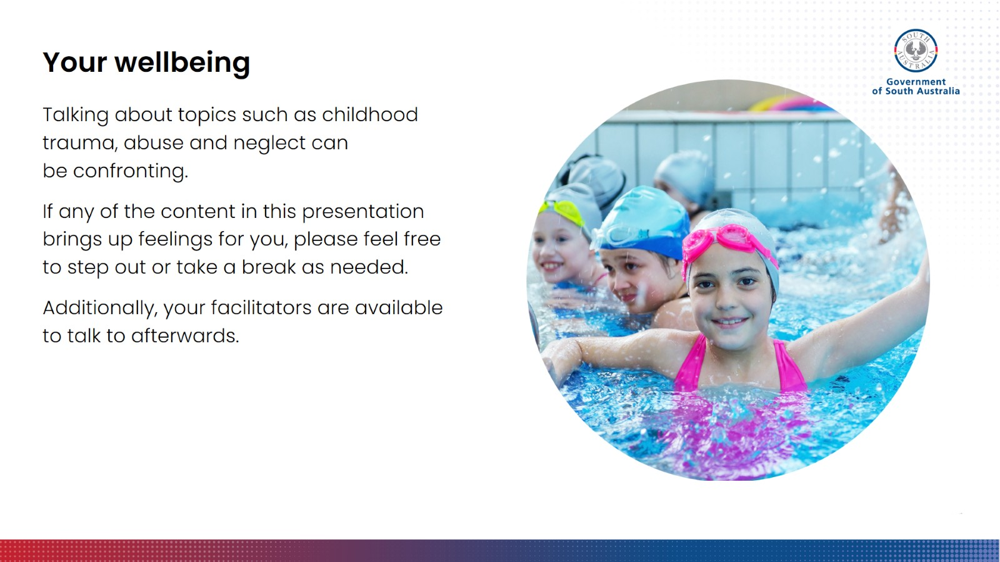 Your wellbeing
Talking about topics such as childhood
trauma, abuse and neglect can
be confronting.
If any of the content in this presentation
brings up feelings for you, please feel free
to step out or take a break as needed.
Additionally, your facilitators are available
to talk to afterwards.
SOUTH
AUSTRALIA
Government
of South Australia